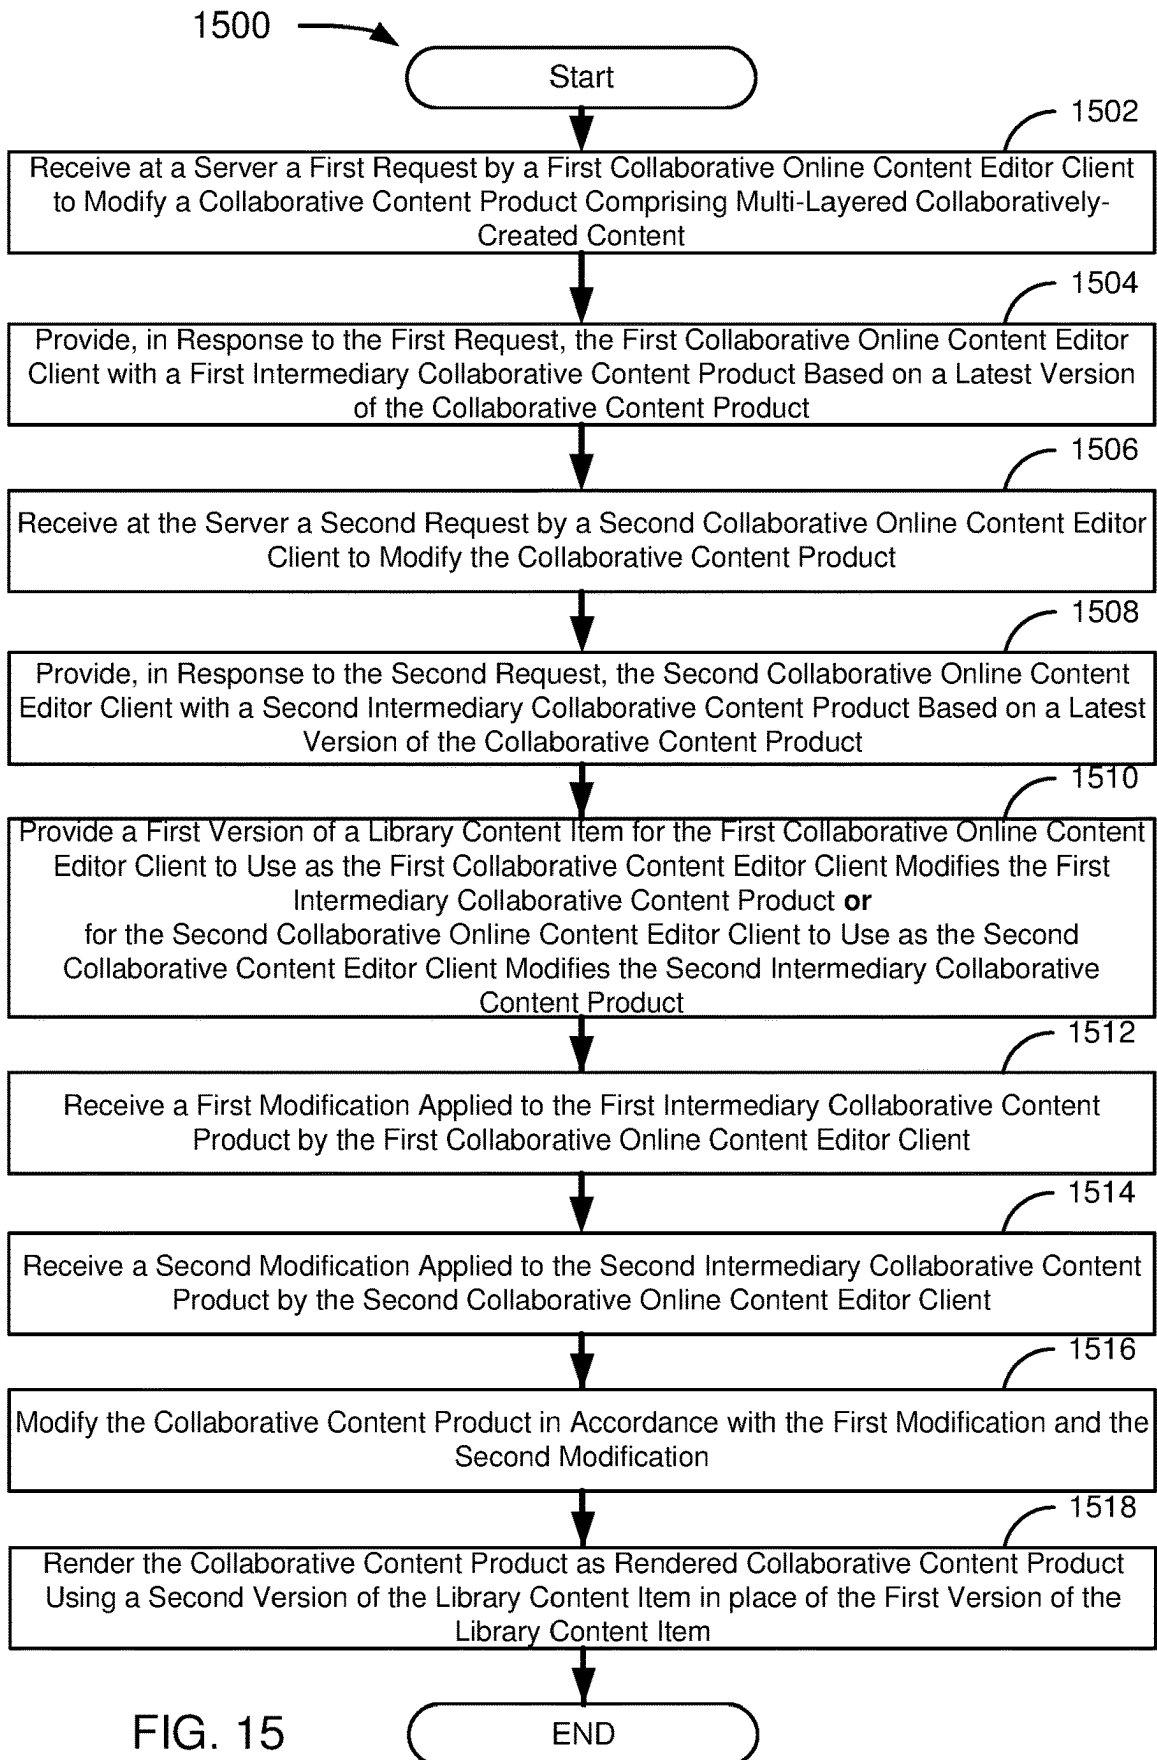 1500
Start
1502
Receive at a Server a First Request by a First Collaborative Online Content Editor Client
to Modify a Collaborative Content Product Comprising Multi-Layered Collaboratively-
Created Content
1504
Provide, in Response to the First Request, the First Collaborative Online Content Editor
Client with a First Intermediary Collaborative Content Product Based on a Latest Version
of the Collaborative Content Product
1506
Receive at the Server a Second Request by a Second Collaborative Online Content Editor
Client to Modify the Collaborative Content Product
1508
Provide, in Response to the Second Request, the Second Collaborative Online Content
Editor Client with a Second Intermediary Collaborative Content Product Based on a Latest
Version of the Collaborative Content Product
1510
Provide a First Version of a Library Content Item for the First Collaborative Online Content
Editor Client to Use as the First Collaborative Content Editor Client Modifies the First
Intermediary Collaborative Content Product or
for the Second Collaborative Online Content Editor Client to Use as the Second
Collaborative Content Editor Client Modifies the Second Intermediary Collaborative
Content Product
1512
Receive a First Modification Applied to the First Intermediary Collaborative Content
Product by the First Collaborative Online Content Editor Client
1514
Receive a Second Modification Applied to the Second Intermediary Collaborative Content
Product by the Second Collaborative Online Content Editor Client
1516
Modify the Collaborative Content Product in Accordance with the First Modification and the
Second Modification
1518
Render the Collaborative Content Product as Rendered Collaborative Content Product
Using a Second Version of the Library Content Item in place of the First Version of the
Library Content Item
FIG. 15
END